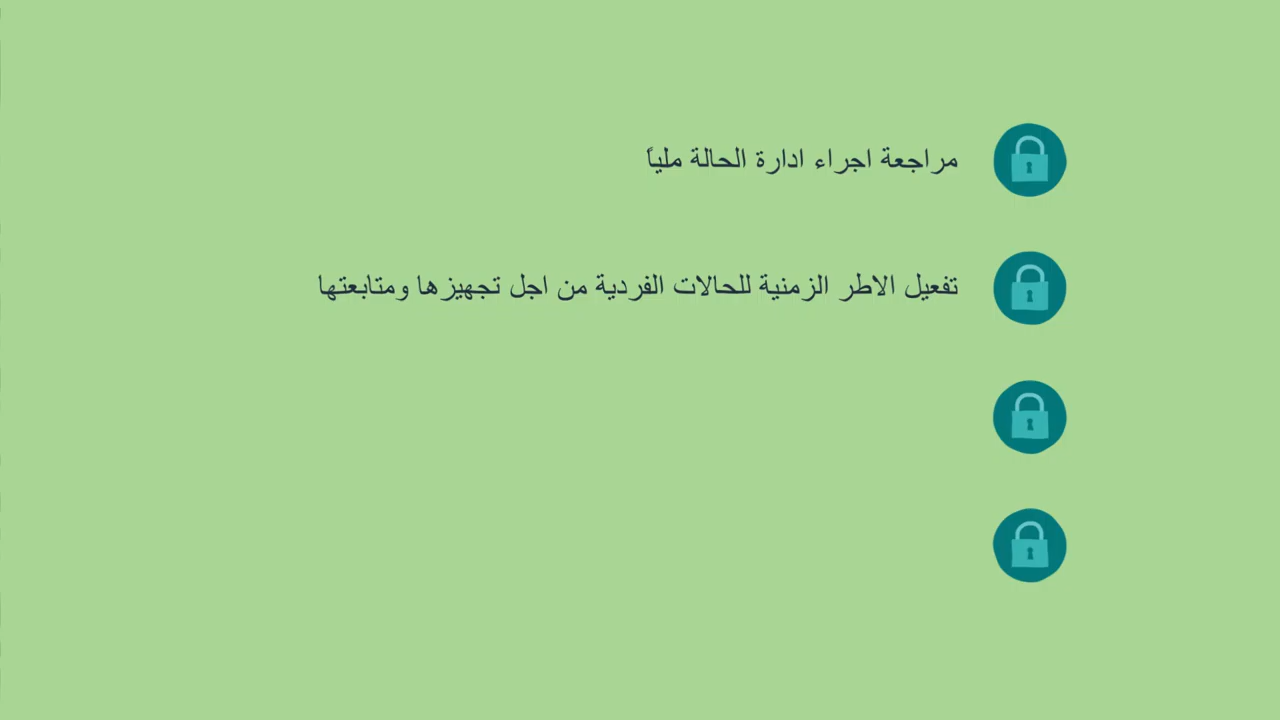 مراجعة اجراء ادارة الحالة ملياً
تفعيل الاطر الزمنية للحالات الفردية من اجل تجهيزها ومتابعتها